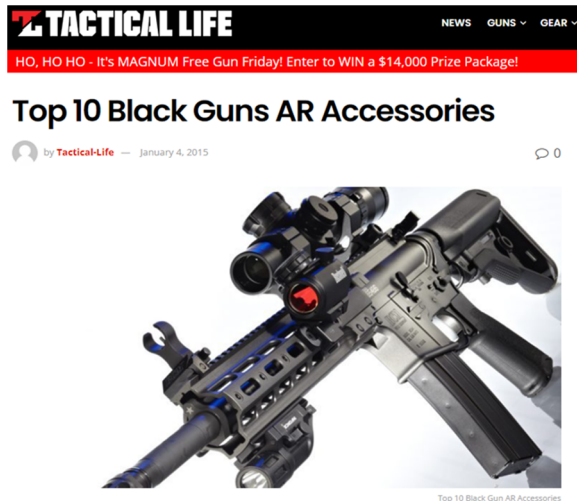 TACTICAL LIFE
NEWS GUNS GEAR
HO, HO HO - It's MAGNUM Free Gun Friday! Enter to WIN a $14,000 Prize Package!
Top 10 Black Guns AR Accessories
by Tactical-Life — January 4, 2015
0
Top 10 Black Gun AR Accessories